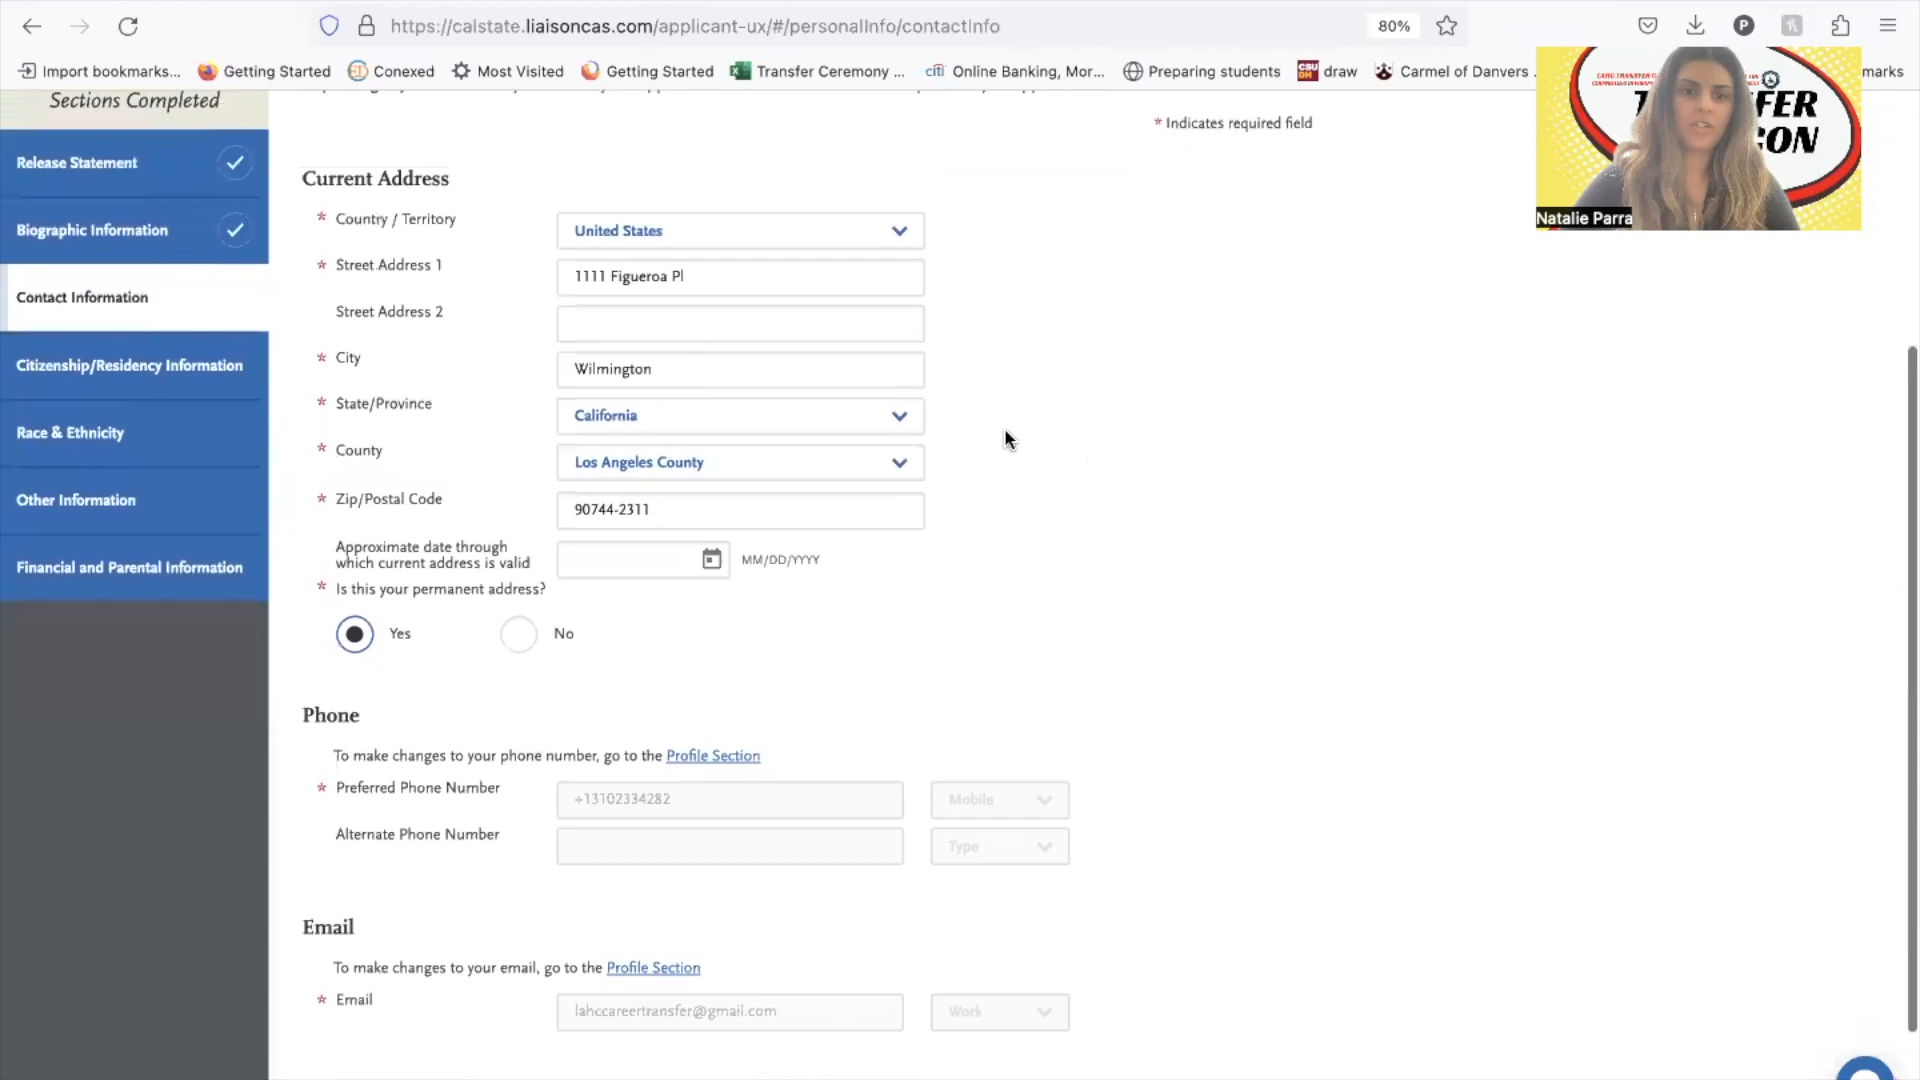 https://calstate.liaisoncas.com/applicant-ux/#/personalInfo/contactInfo
80%
P
Import bookmarks...
Getting Started
Conexed
Most Visited
Getting Started
Transfer Ceremony ...
citi Online Banking, Mor...
Preparing students
CSU DH draw
Carmel of Danvers
marks
Sections Completed
* Indicates required field
Release Statement
Biographic Information
Contact Information
Citizenship/Residency Information
Race & Ethnicity
Other Information
Financial and Parental Information
Current Address
* Country / Territory
United States
* Street Address 1
1111 Figueroa Pl
Street Address 2
* City
Wilmington
* State/Province
California
* County
Los Angeles County
* Zip/Postal Code
90744-2311
Approximate date through
which current address is valid
MM/DD/YYYY
* Is this your permanent address?
Yes
No
Phone
To make changes to your phone number, go to the Profile Section
* Preferred Phone Number
+13102334282
Mobile
Alternate Phone Number
Type
Email
To make changes to your email, go to the Profile Section
* Email
lahccareertransfer@gmail.com
Work
Natalie Parra